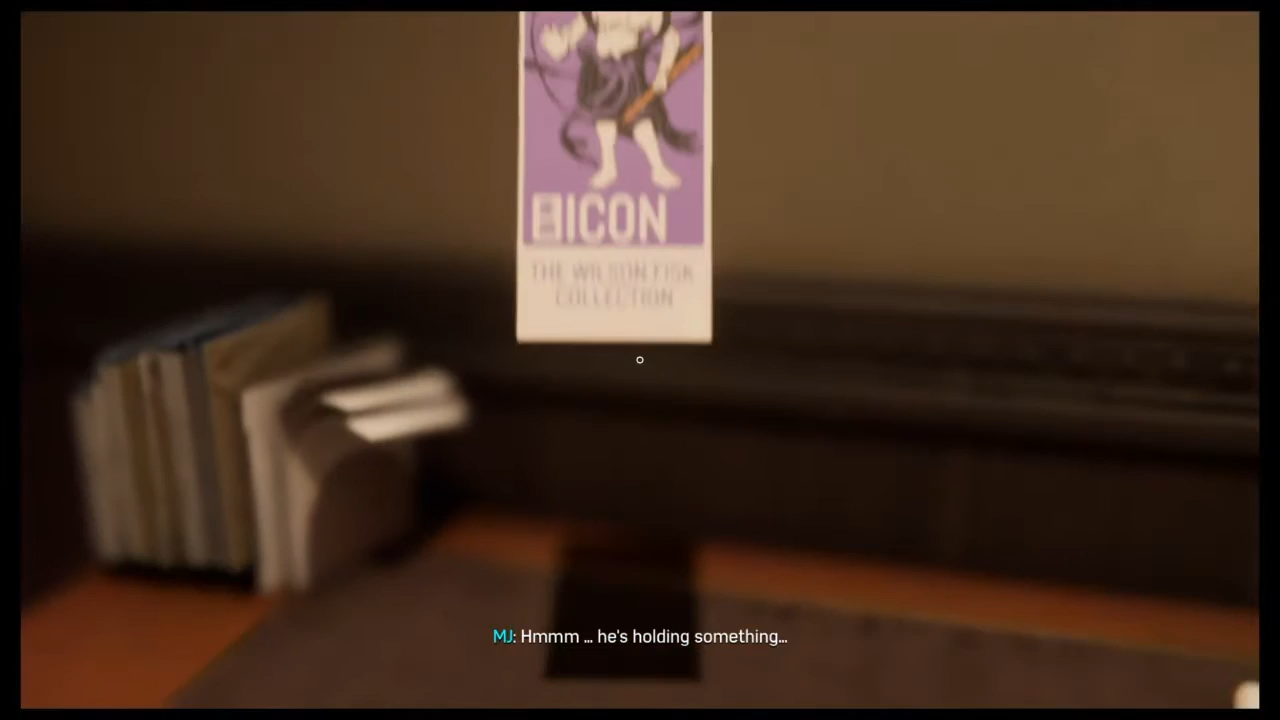 ICON
THE WILSON FISK
COLLECTION
MJ: Hmmm ... he's holding something...